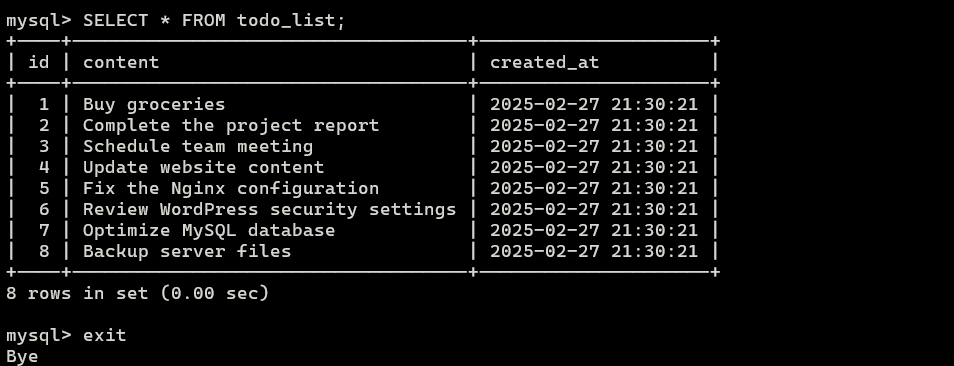 mysql> SELECT * FROM todo_list;
+----+-------------------------------------+---------------------+
| id | content                             | created_at          |
+----+-------------------------------------+---------------------+
|  1 | Buy groceries                       | 2025-02-27 21:30:21 |
|  2 | Complete the project report         | 2025-02-27 21:30:21 |
|  3 | Schedule team meeting               | 2025-02-27 21:30:21 |
|  4 | Update website content              | 2025-02-27 21:30:21 |
|  5 | Fix the Nginx configuration         | 2025-02-27 21:30:21 |
|  6 | Review WordPress security settings | 2025-02-27 21:30:21 |
|  7 | Optimize MySQL database             | 2025-02-27 21:30:21 |
|  8 | Backup server files                 | 2025-02-27 21:30:21 |
+----+-------------------------------------+---------------------+
8 rows in set (0.00 sec)

mysql> exit
Bye